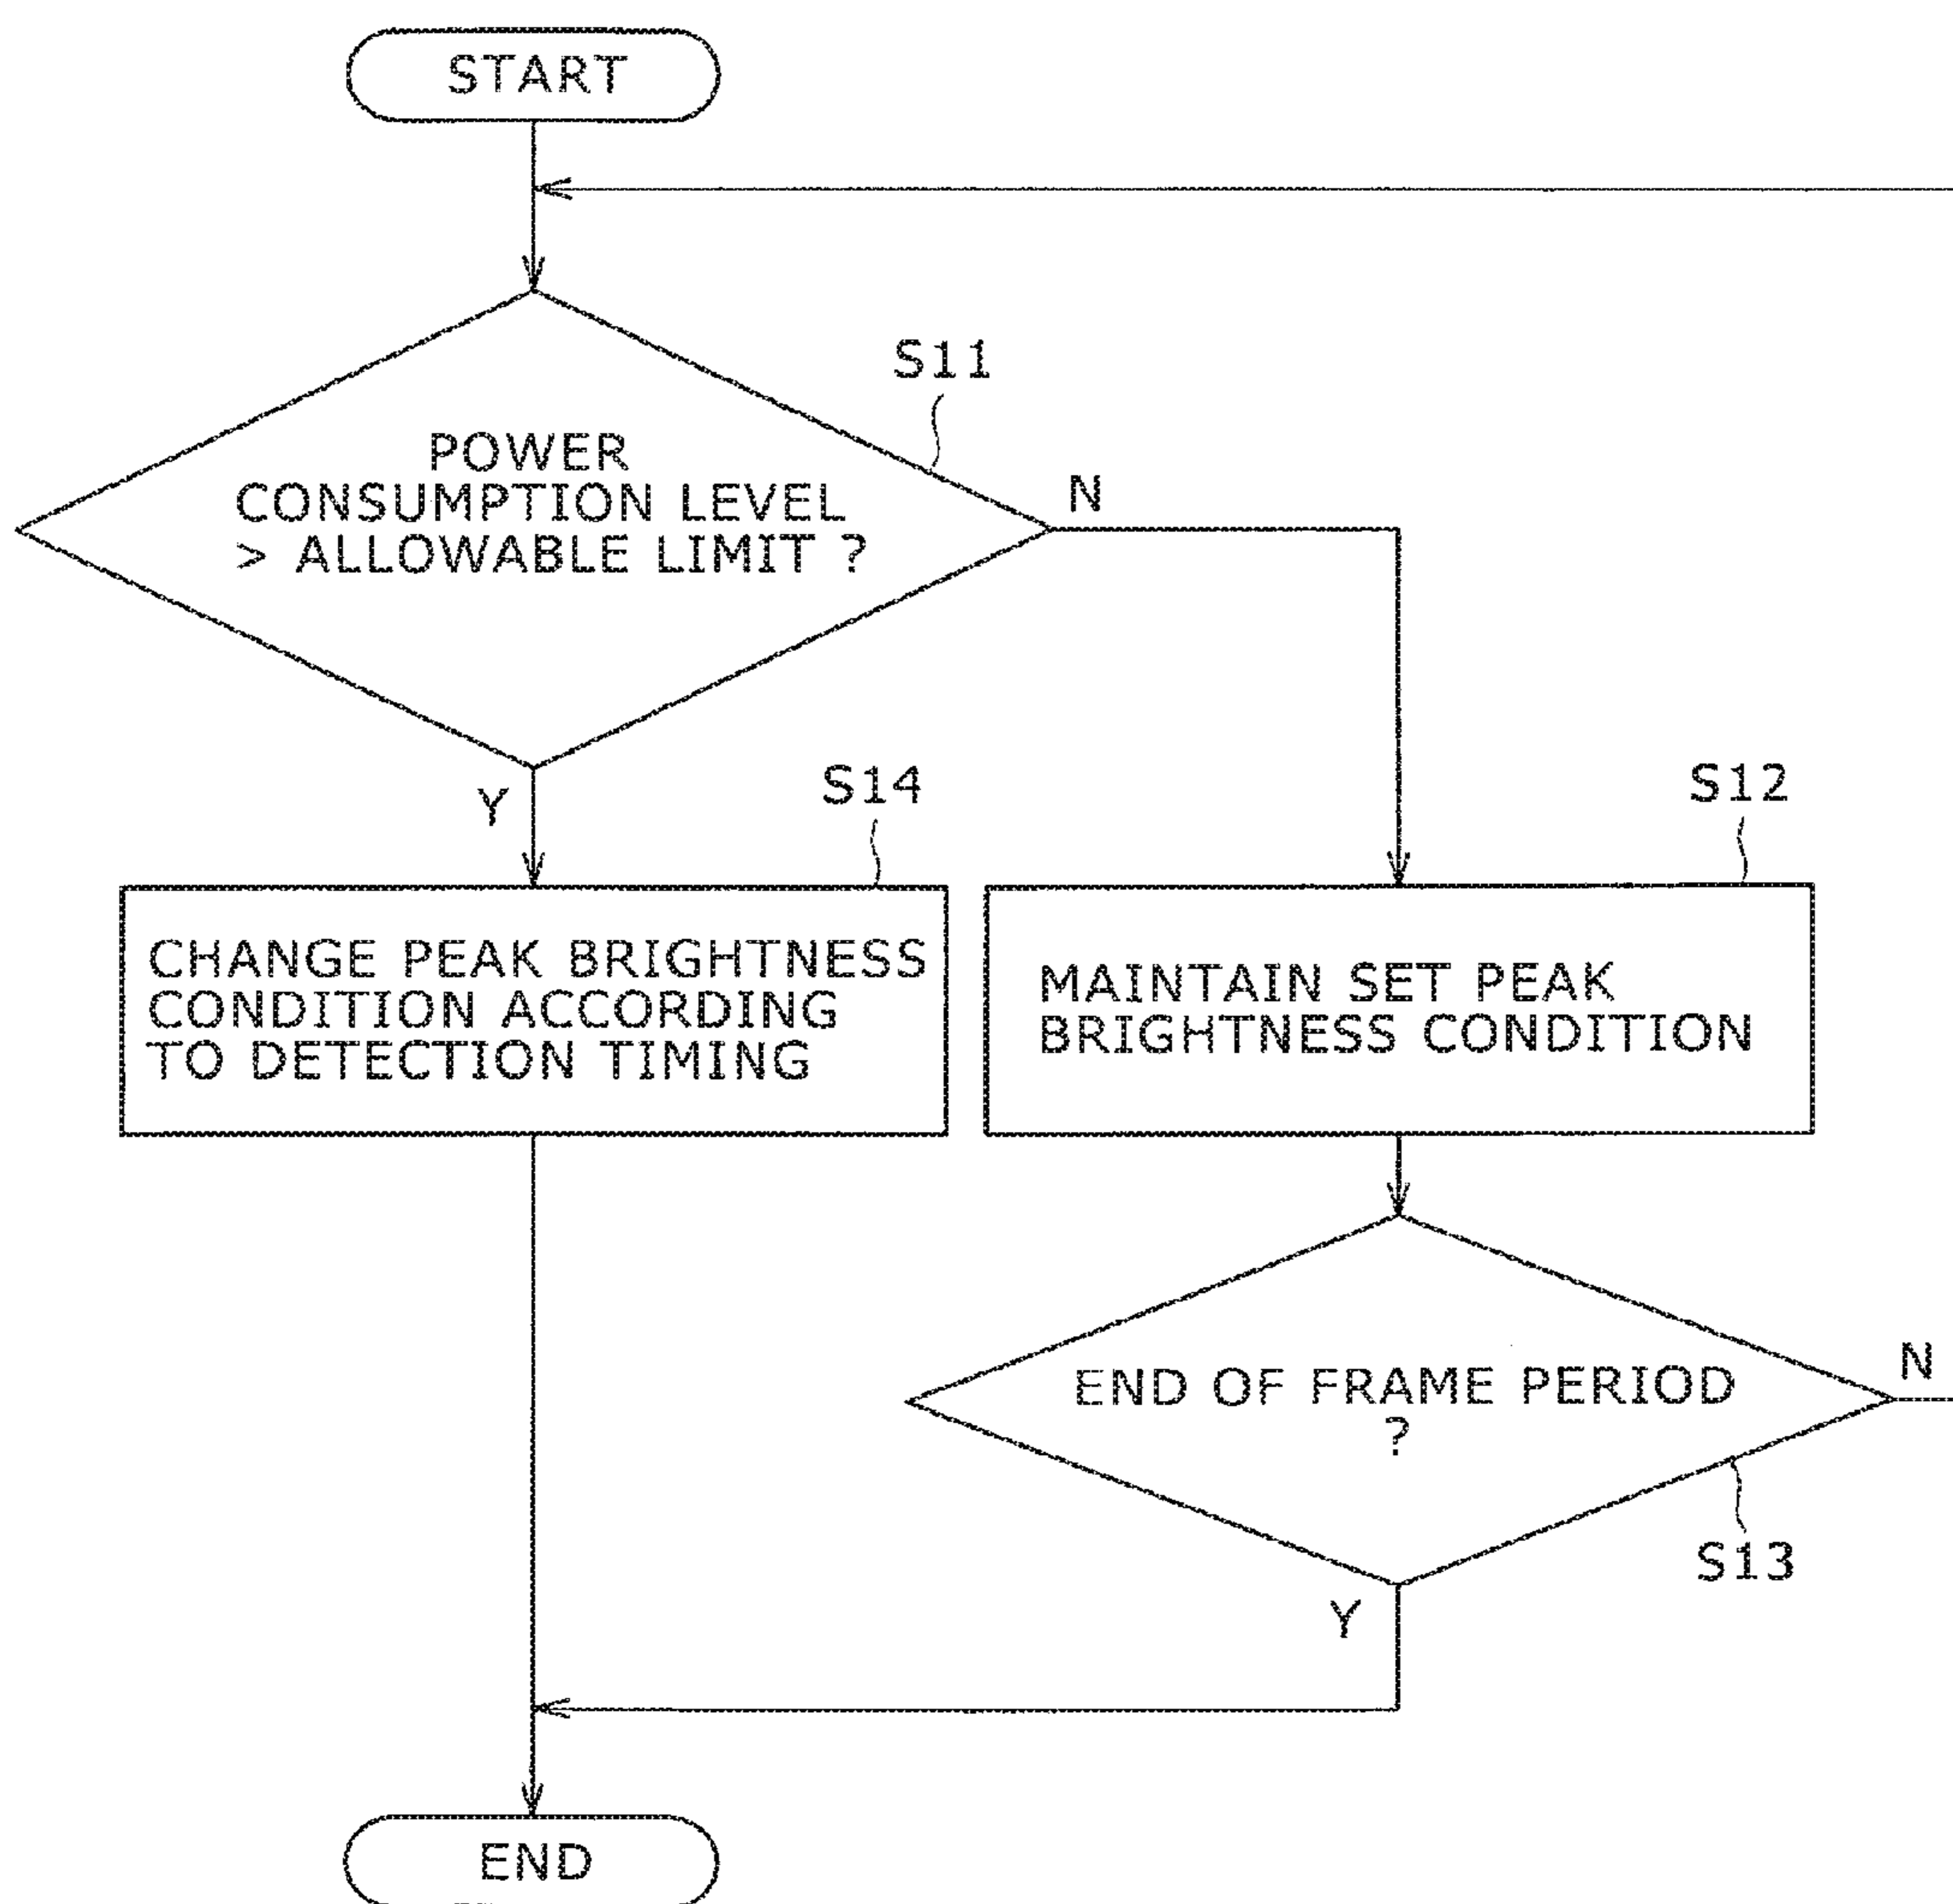 START
S11
POWER
CONSUMPTION LEVEL
> ALLOWABLE LIMIT ?
N
Y
S14
S12
CHANGE PEAK BRIGHTNESS
CONDITION ACCORDING
TO DETECTION TIMING
MAINTAIN SET PEAK
BRIGHTNESS CONDITION
END OF FRAME PERIOD
?
N
S13
Y
END